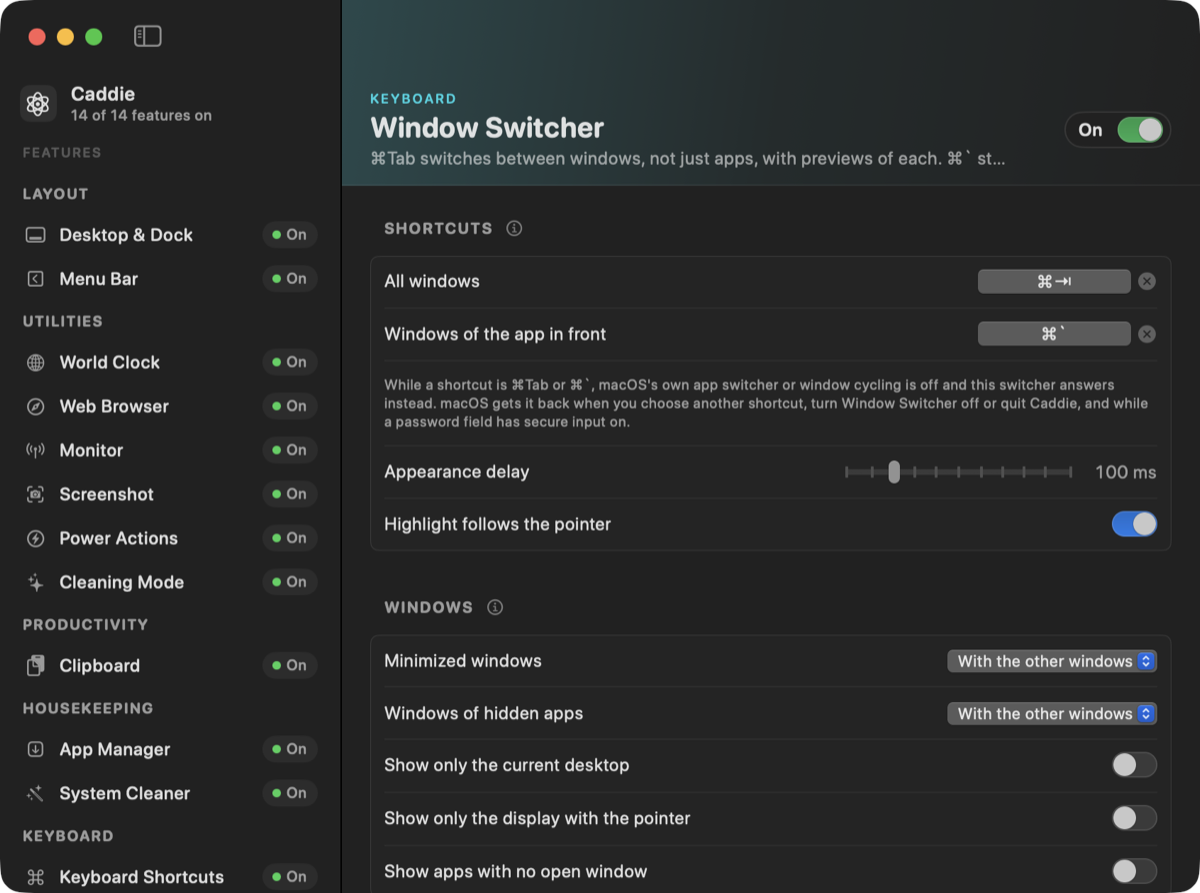 Caddie
14 of 14 features on
FEATURES
LAYOUT
Desktop & Dock On
Menu Bar On
UTILITIES
World Clock On
Web Browser On
Monitor On
Screenshot On
Power Actions On
Cleaning Mode On
PRODUCTIVITY
Clipboard On
HOUSEKEEPING
App Manager On
System Cleaner On
KEYBOARD
Keyboard Shortcuts On
KEYBOARD
Window Switcher
On
⌘Tab switches between windows, not just apps, with previews of each. ⌘` st...
SHORTCUTS
All windows ⌘⇥
Windows of the app in front ⌘`
While a shortcut is ⌘Tab or ⌘`, macOS's own app switcher or window cycling is off and this switcher answers
instead. macOS gets it back when you choose another shortcut, turn Window Switcher off or quit Caddie, and while
a password field has secure input on.
Appearance delay 100 ms
Highlight follows the pointer
WINDOWS
Minimized windows With the other windows
Windows of hidden apps With the other windows
Show only the current desktop
Show only the display with the pointer
Show apps with no open window